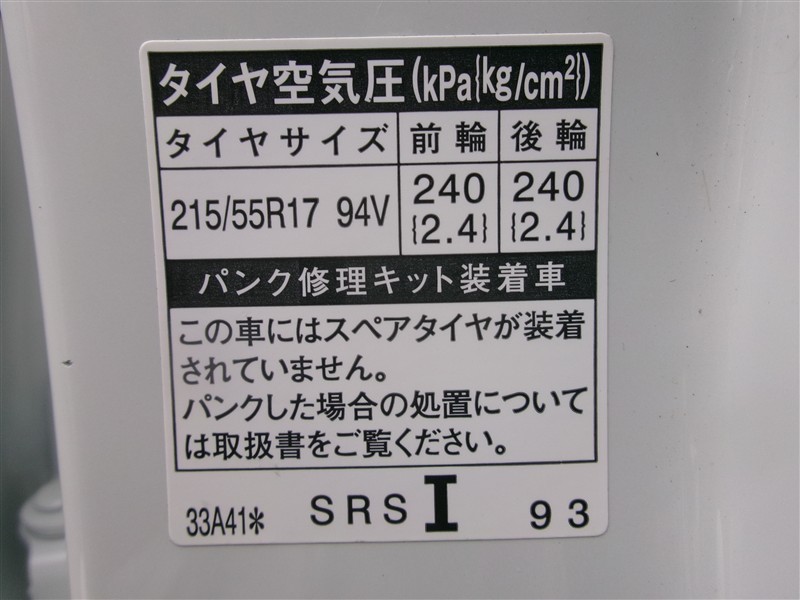 タイヤ空気圧(kPa{kg/cm²})
タイヤサイズ 前輪 後輪
215/55R17 94V 240 {2.4} 240 {2.4}
パンク修理キット装着車
この車にはスペアタイヤが装着
されていません。
パンクした場合の処置について
は取扱書をご覧ください。
33A41* SRS I 93